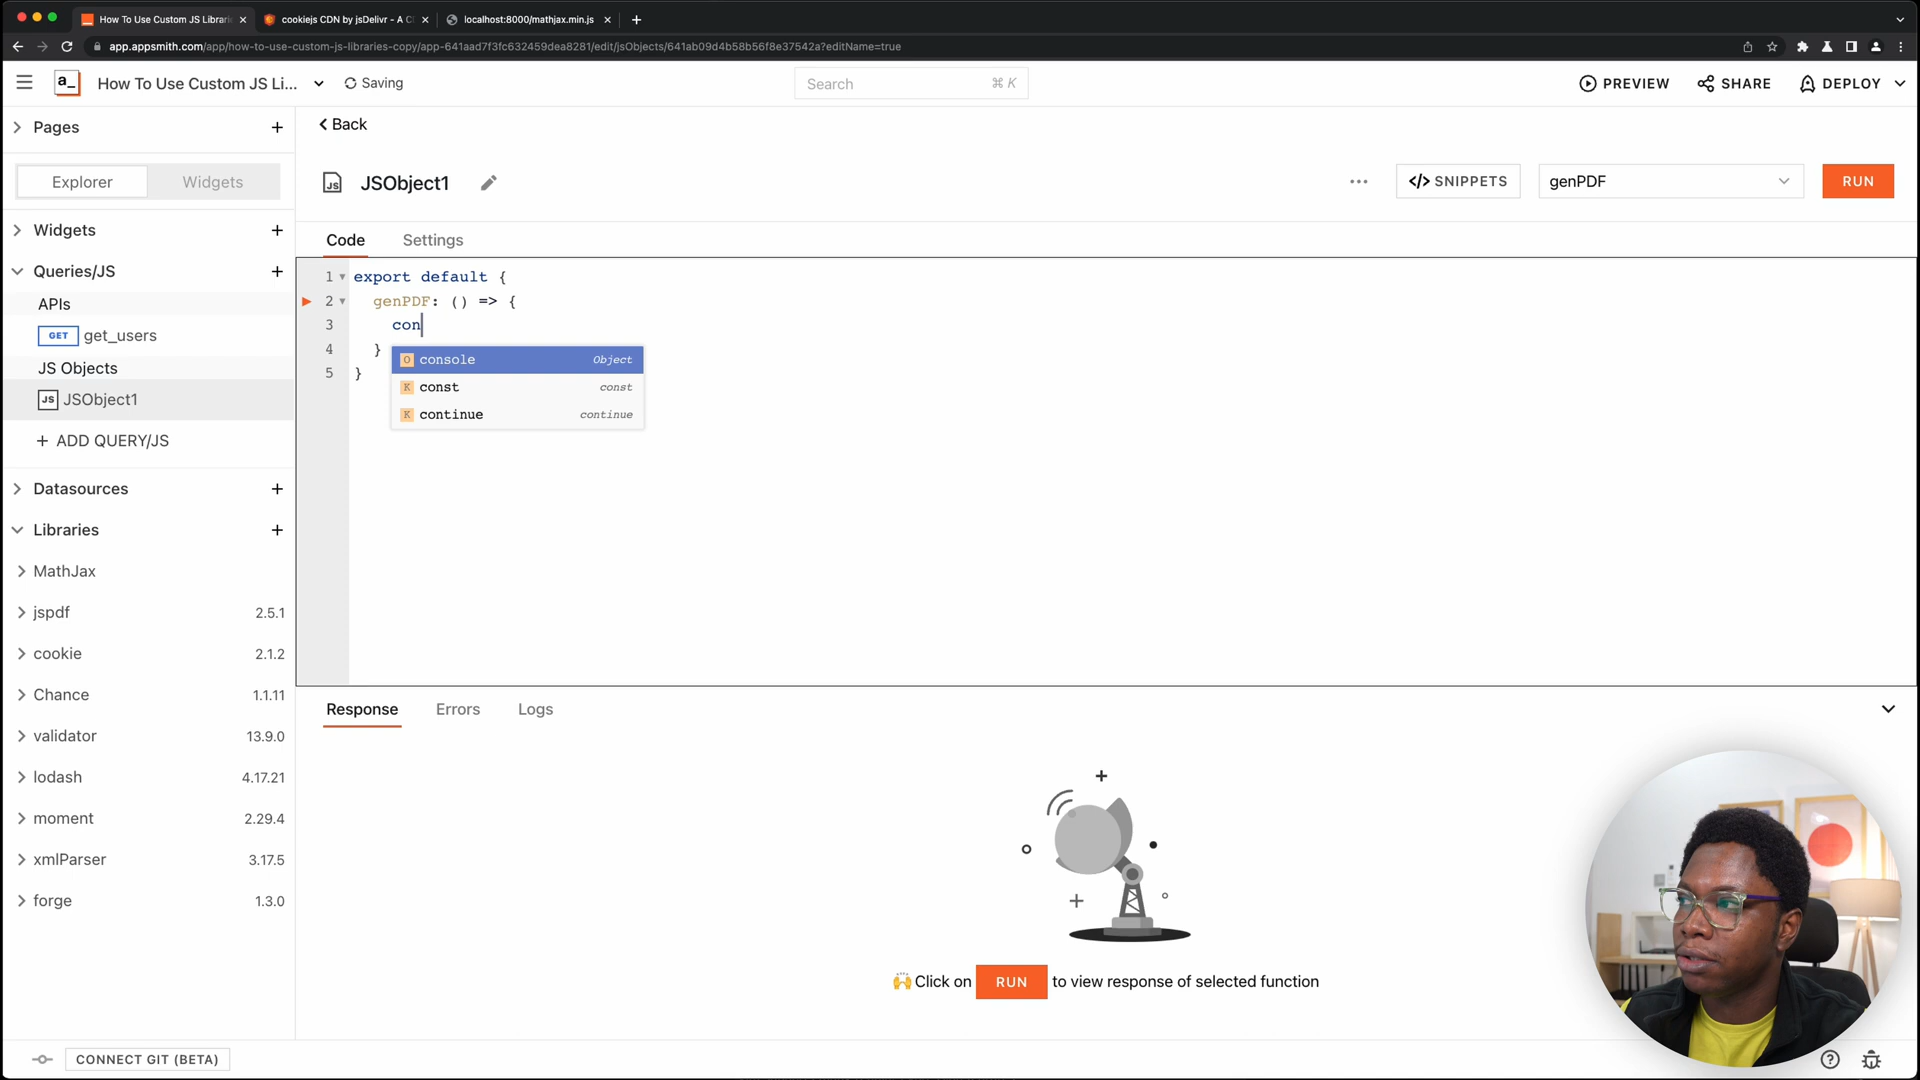 How To Use Custom JS Librarie
cookiejs CDN by jsDelivr - A C
localhost:8000/mathjax.min.js
app.appsmith.com/app/how-to-use-custom-js-libraries-copy/app-641aad7f3fc632459dea8281/edit/jsObjects/641ab09d4b58b56f8e37542a?editName=true
a_
How To Use Custom JS Li...
Saving
Search
⌘ K
PREVIEW
SHARE
DEPLOY
Pages
Back
Explorer
Widgets
JS
JSObject1
SNIPPETS
genPDF
RUN
Widgets
Code
Settings
Queries/JS
APIs
GET get_users
JS Objects
JS JSObject1
ADD QUERY/JS
1 export default {
2 genPDF: () => {
3 con
4 }
5 }
O console Object
K const const
K continue continue
Datasources
Libraries
MathJax
jspdf 2.5.1
cookie 2.1.2
Chance 1.1.11
validator 13.9.0
lodash 4.17.21
moment 2.29.4
xmlParser 3.17.5
forge 1.3.0
Response
Errors
Logs
🙌 Click on RUN to view response of selected function
CONNECT GIT (BETA)